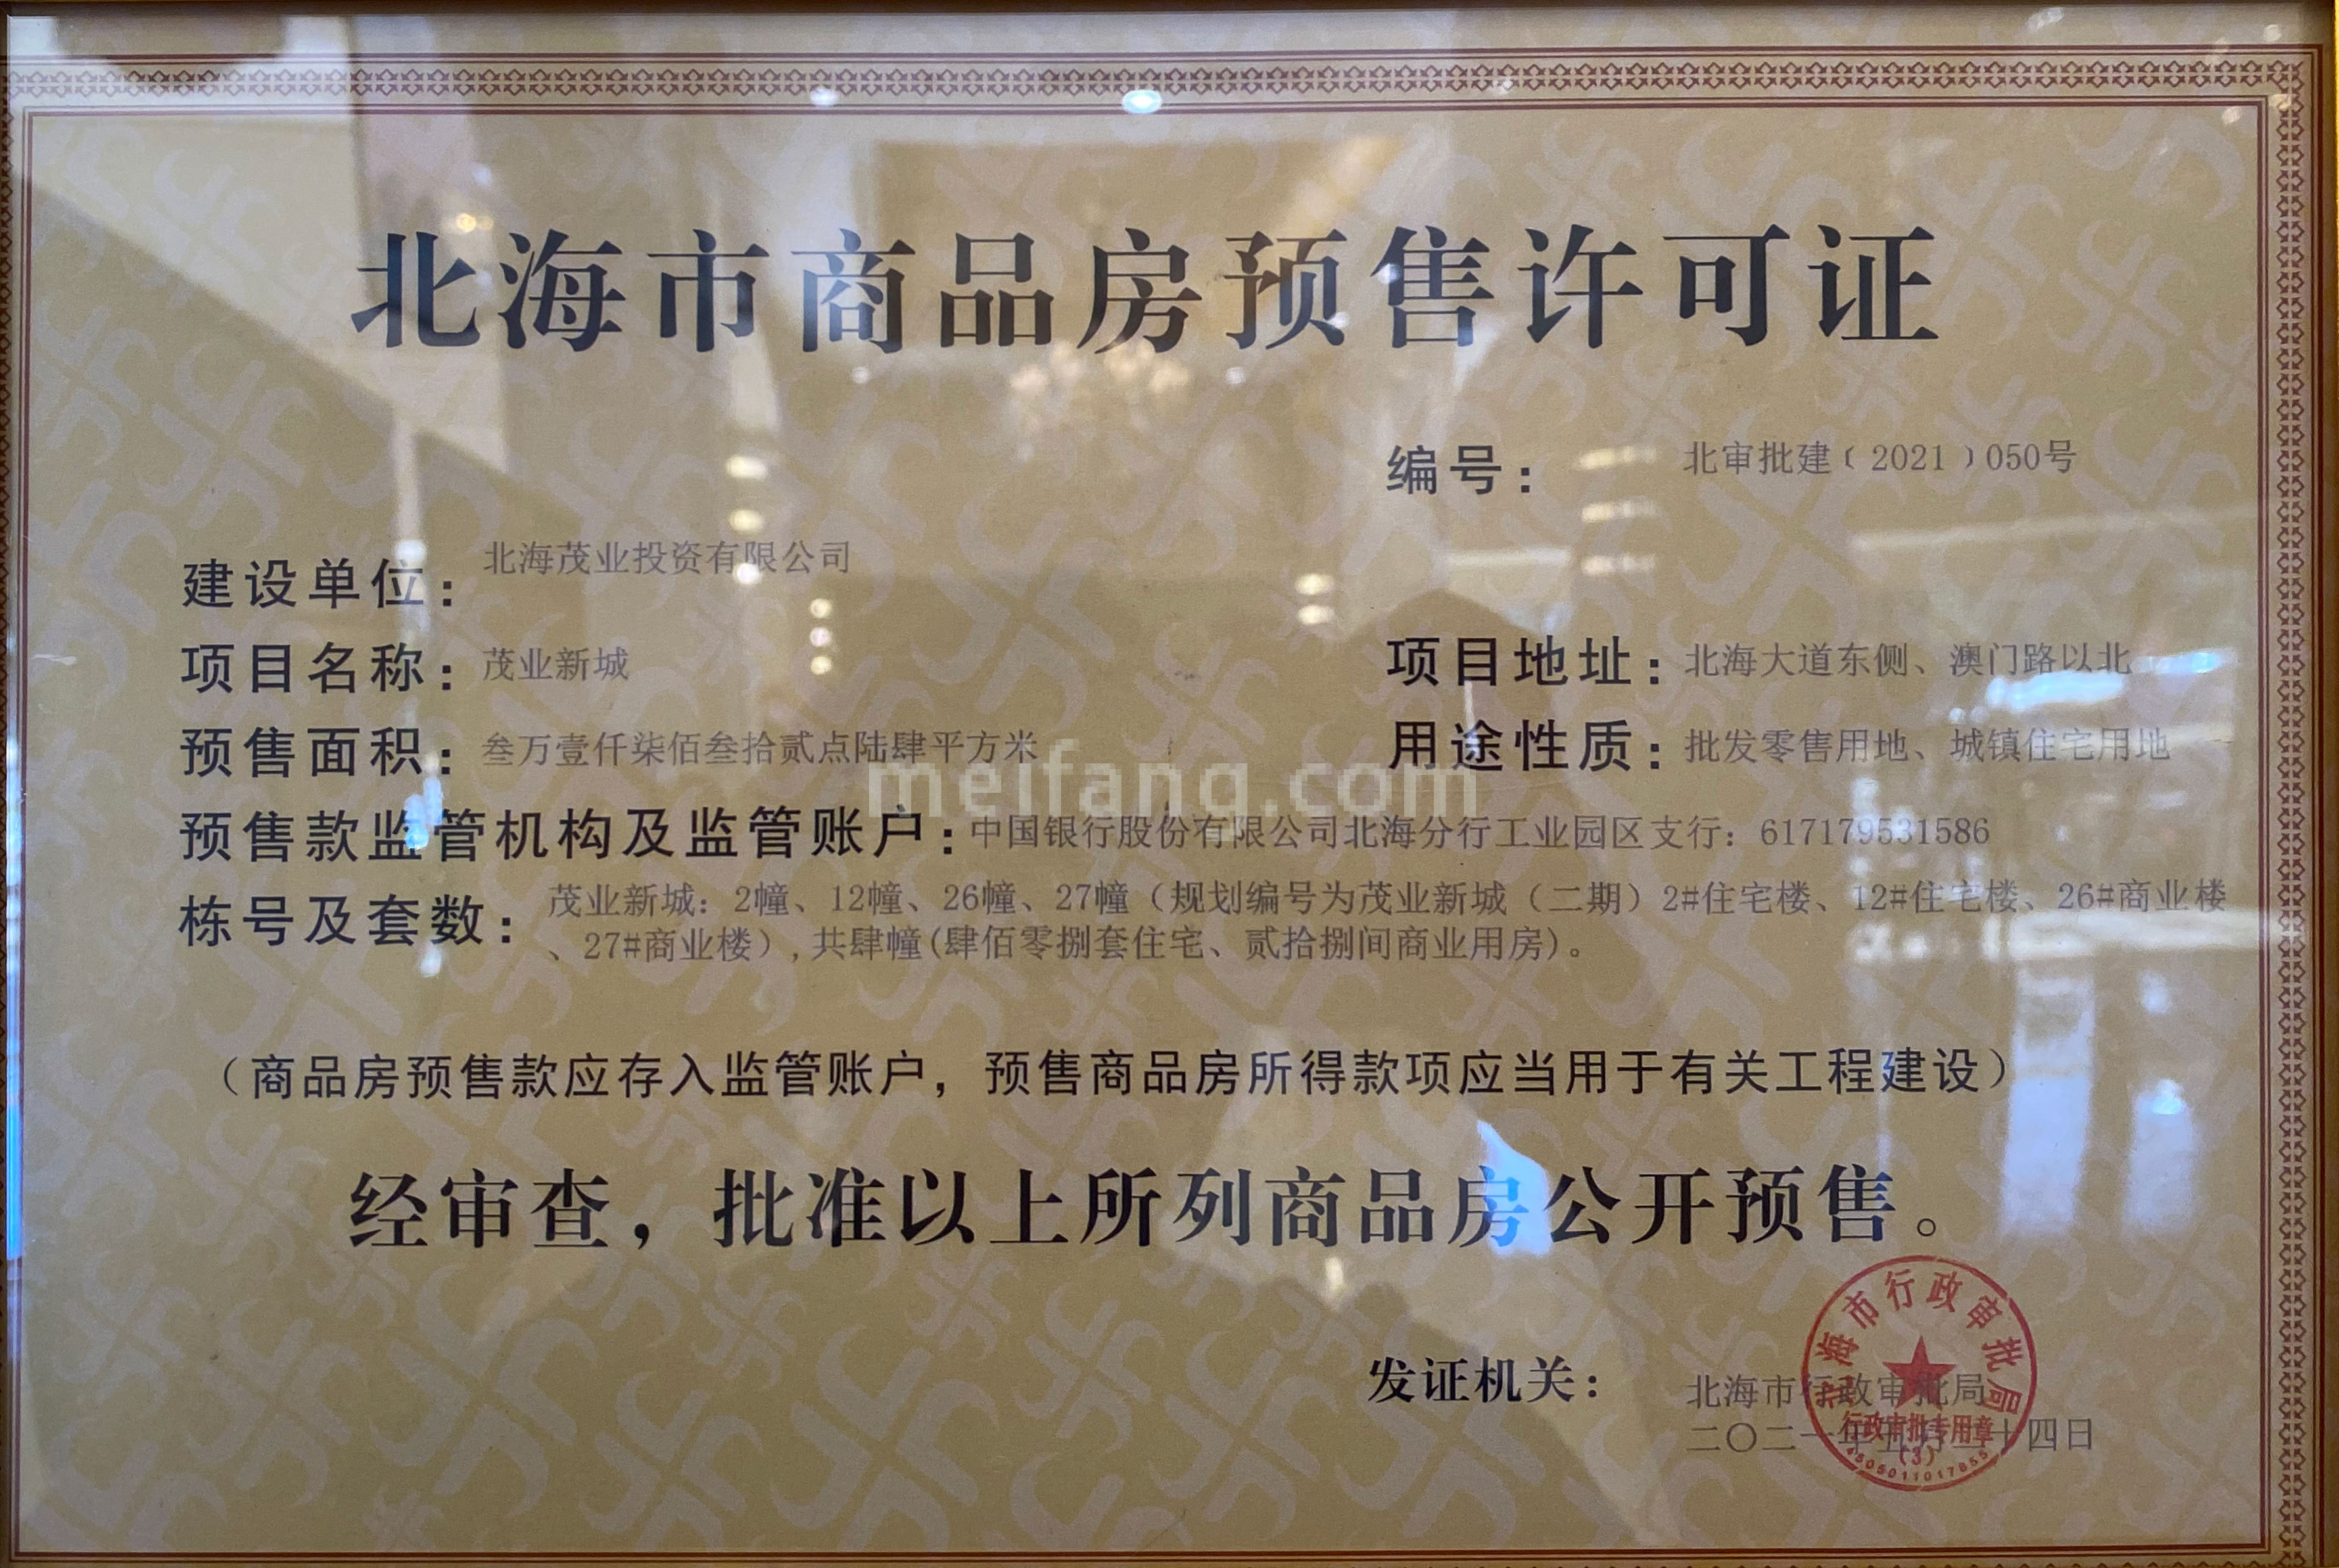 北海市商品房预售许可证
编号: 北审批建﹝2021﹞050号
建设单位: 北海茂业投资有限公司
项目名称: 茂业新城 项目地址: 北海大道东侧、澳门路以北
预售面积: 叁万壹仟柒佰叁拾贰点陆肆平方米 用途性质: 批发零售用地、城镇住宅用地
meifang.com
预售款监管机构及监管账户: 中国银行股份有限公司北海分行工业园区支行：617179531586
栋号及套数: 茂业新城：2幢、12幢、26幢、27幢（规划编号为茂业新城（二期）2#住宅楼、12#住宅楼、26#商业楼
、27#商业楼）,共肆幢(肆佰零捌套住宅、贰拾捌间商业用房)。
（商品房预售款应存入监管账户，预售商品房所得款项应当用于有关工程建设）
经审查，批准以上所列商品房公开预售。
发证机关: 北海市行政审批局
二〇二一年五月 十四日
北海市行政审批局
行政审批专用章
(3)